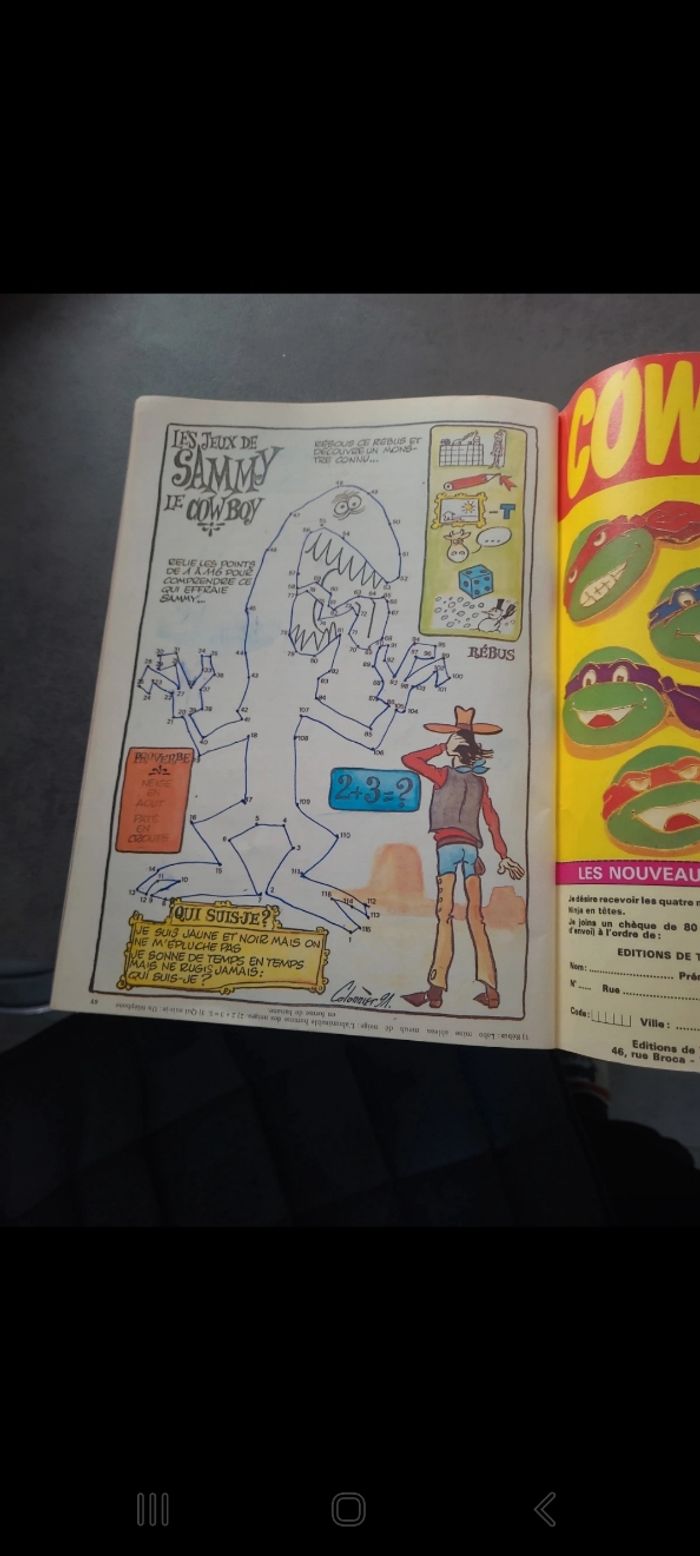 LES JEUX DE
SAMMY
LE COWBOY
RÉSOUS CE RÉBUS ET
DÉCOUVRE UN MONS-
TRE CONNU...
RELIE LES POINTS
DE 1 À 116 POUR
COMPRENDRE CE
QUI EFFRAIE
SAMMY...
-T
...
RÉBUS
PROVERBE
NEIGE
EN
AOUT
PATE
EN
CROUTE
2+3=?
QUI SUIS-JE?
JE SUIS JAUNE ET NOIR MAIS ON
NE M'ÉPLUCHE PAS
JE SONNE DE TEMPS EN TEMPS
MAIS NE RUGIS JAMAIS:
QUI SUIS-JE?
Colonnier 91.
COW
LES NOUVEAU
Je désire recevoir les quatre
Ninja en têtes.
Je joins un chèque de 80
d'envoi) à l'ordre de:
EDITIONS DE
Nom:
N° Rue
Code: Ville:
Editions de
46, rue Broca -